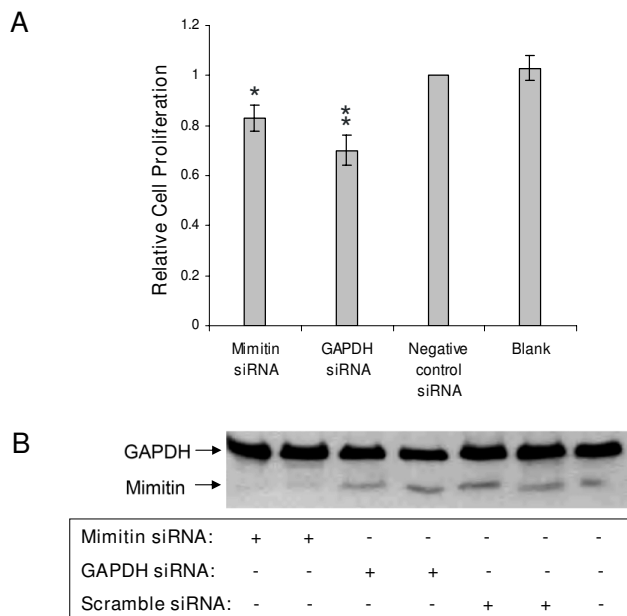 A
1.2
1
0.8
0.6
0.4
0.2
0
Relative Cell Proliferation
*
**
Mimitin siRNA
GAPDH siRNA
Negative control siRNA
Blank
B
GAPDH
Mimitin
Mimitin siRNA: + + - - - - -
GAPDH siRNA: - - + + - - -
Scramble siRNA: - - - - + + -